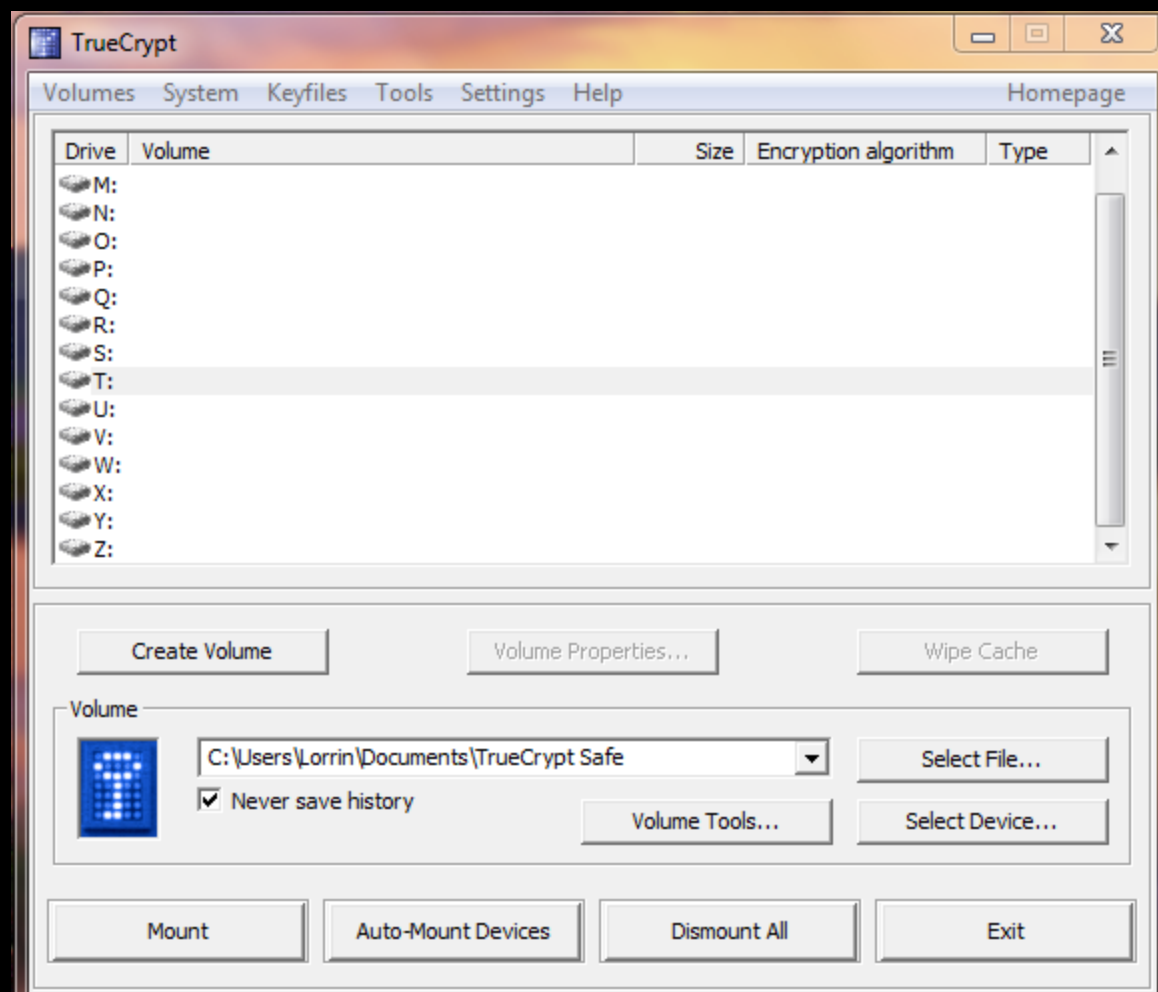 TrueCrypt
Volumes System Keyfiles Tools Settings Help Homepage
Drive Volume Size Encryption algorithm Type
M:
N:
O:
P:
Q:
R:
S:
T:
U:
V:
W:
X:
Y:
Z:
Create Volume Volume Properties... Wipe Cache
Volume
C:\Users\Lorrin\Documents\TrueCrypt Safe Select File...
Never save history
Volume Tools... Select Device...
Mount Auto-Mount Devices Dismount All Exit